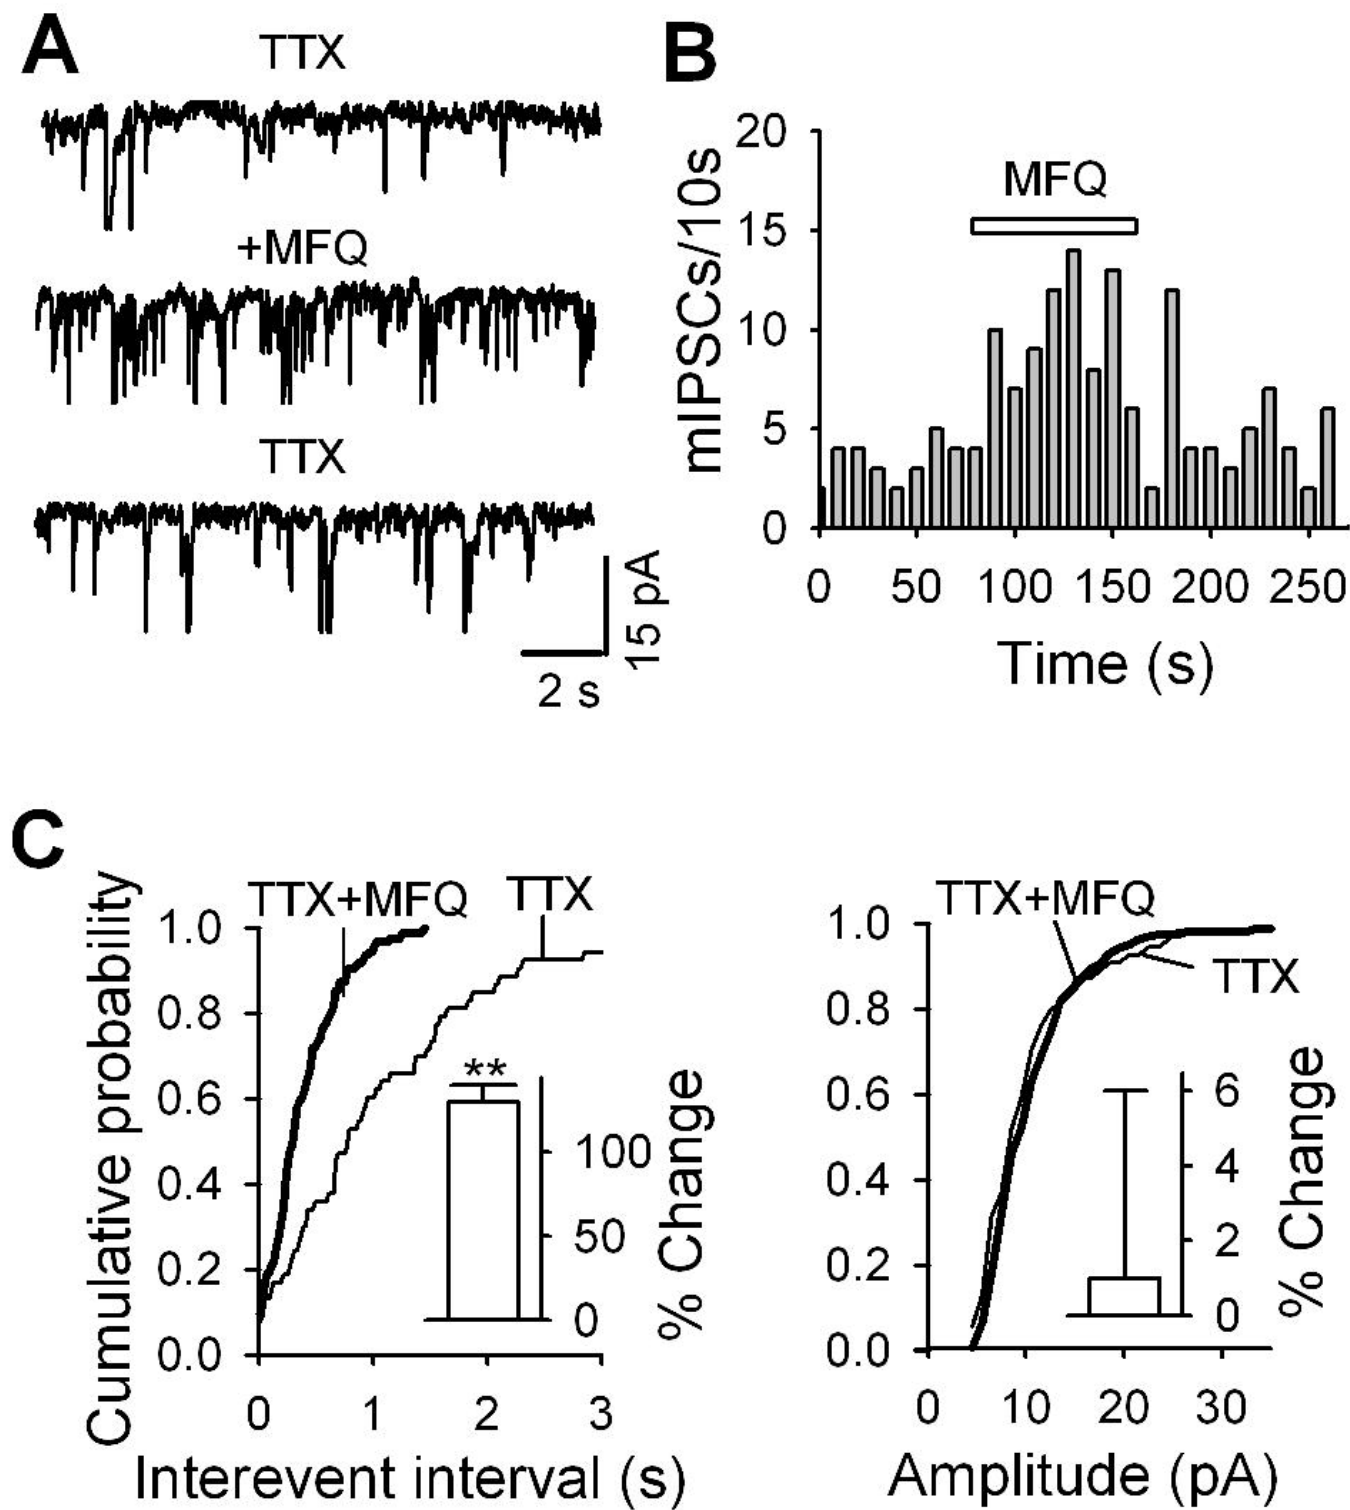 A
TTX
+MFQ
TTX
15 pA
2 s
B
mIPSCs/10s
20
15
10
5
0
MFQ
0 50 100 150 200 250
Time (s)
C
Cumulative probability
1.0
0.8
0.6
0.4
0.2
0.0
TTX+MFQ
TTX
**
100
50
0
% Change
0 1 2 3
Interevent interval (s)
1.0
0.8
0.6
0.4
0.2
0.0
TTX+MFQ
TTX
6
4
2
0
% Change
0 10 20 30
Amplitude (pA)